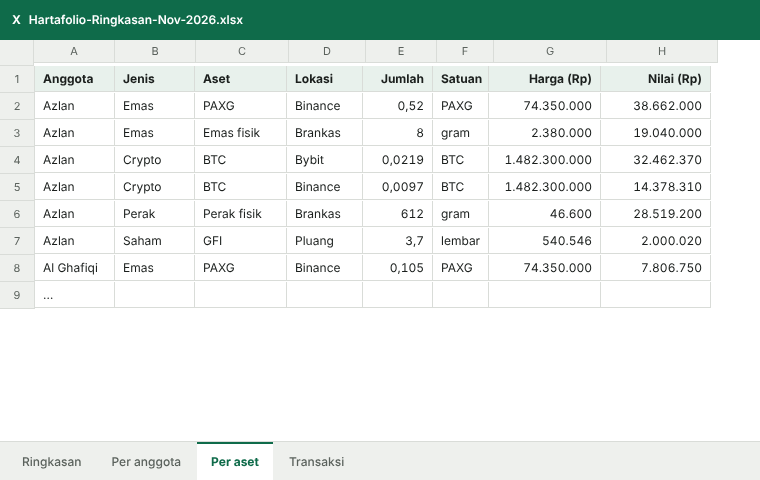 X Hartafolio-Ringkasan-Nov-2026.xlsx
A B C D E F G H
1 Anggota Jenis Aset Lokasi Jumlah Satuan Harga (Rp) Nilai (Rp)
2 Azlan Emas PAXG Binance 0,52 PAXG 74.350.000 38.662.000
3 Azlan Emas Emas fisik Brankas 8 gram 2.380.000 19.040.000
4 Azlan Crypto BTC Bybit 0,0219 BTC 1.482.300.000 32.462.370
5 Azlan Crypto BTC Binance 0,0097 BTC 1.482.300.000 14.378.310
6 Azlan Perak Perak fisik Brankas 612 gram 46.600 28.519.200
7 Azlan Saham GFI Pluang 3,7 lembar 540.546 2.000.020
8 Al Ghafiqi Emas PAXG Binance 0,105 PAXG 74.350.000 7.806.750
9 ...
Ringkasan Per anggota Per aset Transaksi